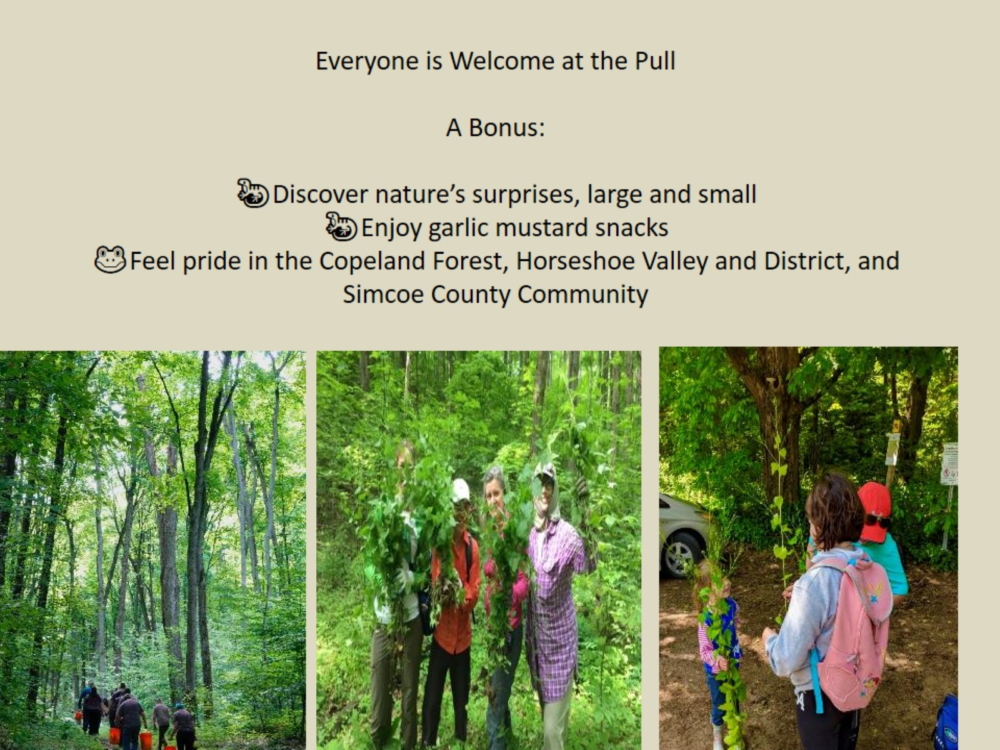 Everyone is Welcome at the Pull
A Bonus:
Discover nature’s surprises, large and small
Enjoy garlic mustard snacks
Feel pride in the Copeland Forest, Horseshoe Valley and District, and
Simcoe County Community